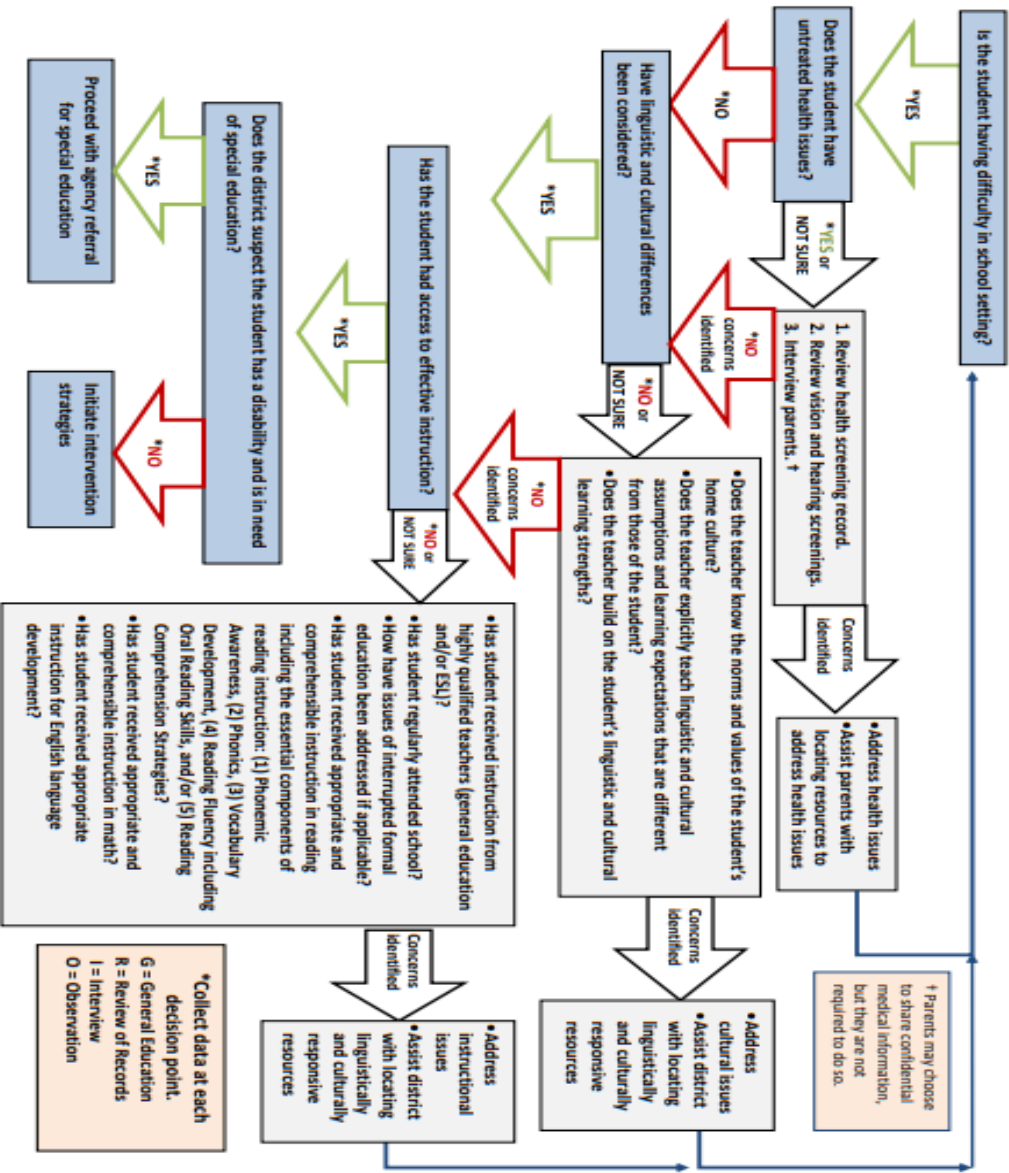 Is the student having difficulty in school setting?
*YES
Does the student have
untreated health issues?
*YES or
NOT SURE
1. Review health screening record.
2. Review vision and hearing screenings.
3. Interview parents. †
Concerns
identified
•Address health issues
•Assist parents with
locating resources to
address health issues
† Parents may choose
to share confidential
medical information,
but they are not
required to do so.
*NO
*NO
concerns
identified
Have linguistic and cultural differences
been considered?
*NO or
NOT SURE
•Does the teacher know the norms and values of the student's
home culture?
•Does the teacher explicitly teach linguistic and cultural
assumptions and learning expectations that are different
from those of the student?
•Does the teacher build on the student's linguistic and cultural
learning strengths?
Concerns
identified
•Address
cultural issues
•Assist district
with locating
linguistically
and culturally
responsive
resources
*YES
*NO
concerns
identified
Has the student had access to effective instruction?
*NO or
NOT SURE
•Has student received instruction from
highly qualified teachers (general education
and/or ESL)?
•Has student regularly attended school?
•How have issues of interrupted formal
education been addressed if applicable?
•Has student received appropriate and
comprehensible instruction in reading
including the essential components of
reading instruction: (1) Phonemic
Awareness, (2) Phonics, (3) Vocabulary
Development, (4) Reading Fluency including
Oral Reading Skills, and/or (5) Reading
Comprehension Strategies?
•Has student received appropriate and
comprehensible instruction in math?
•Has student received appropriate
instruction for English language
development?
Concerns
identified
•Address
instructional
issues
•Assist district
with locating
linguistically
and culturally
responsive
resources
*YES
Does the district suspect the student has a disability and is in need
of special education?
*YES
*NO
Proceed with agency referral
for special education
Initiate intervention
strategies
*Collect data at each
decision point.
G = General Education
R = Review of Records
I = Interview
O = Observation